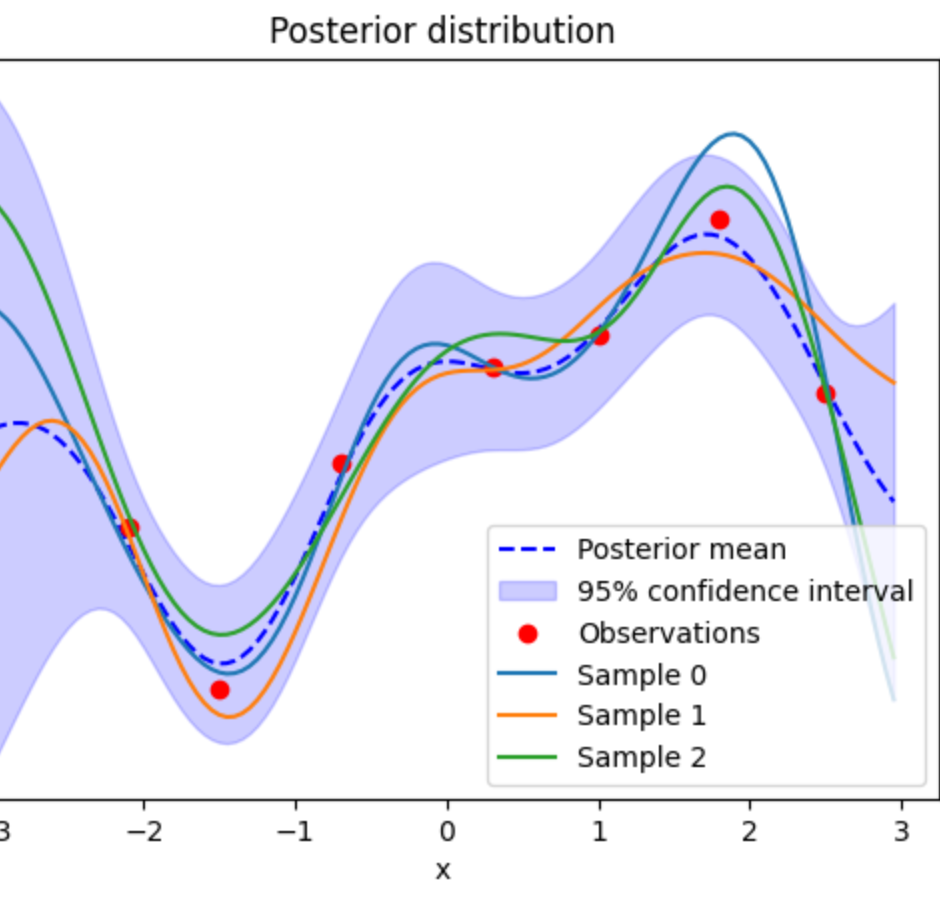 Posterior distribution
Posterior mean
95% confidence interval
Observations
Sample 0
Sample 1
Sample 2
3 −2 −1 0 1 2 3
x